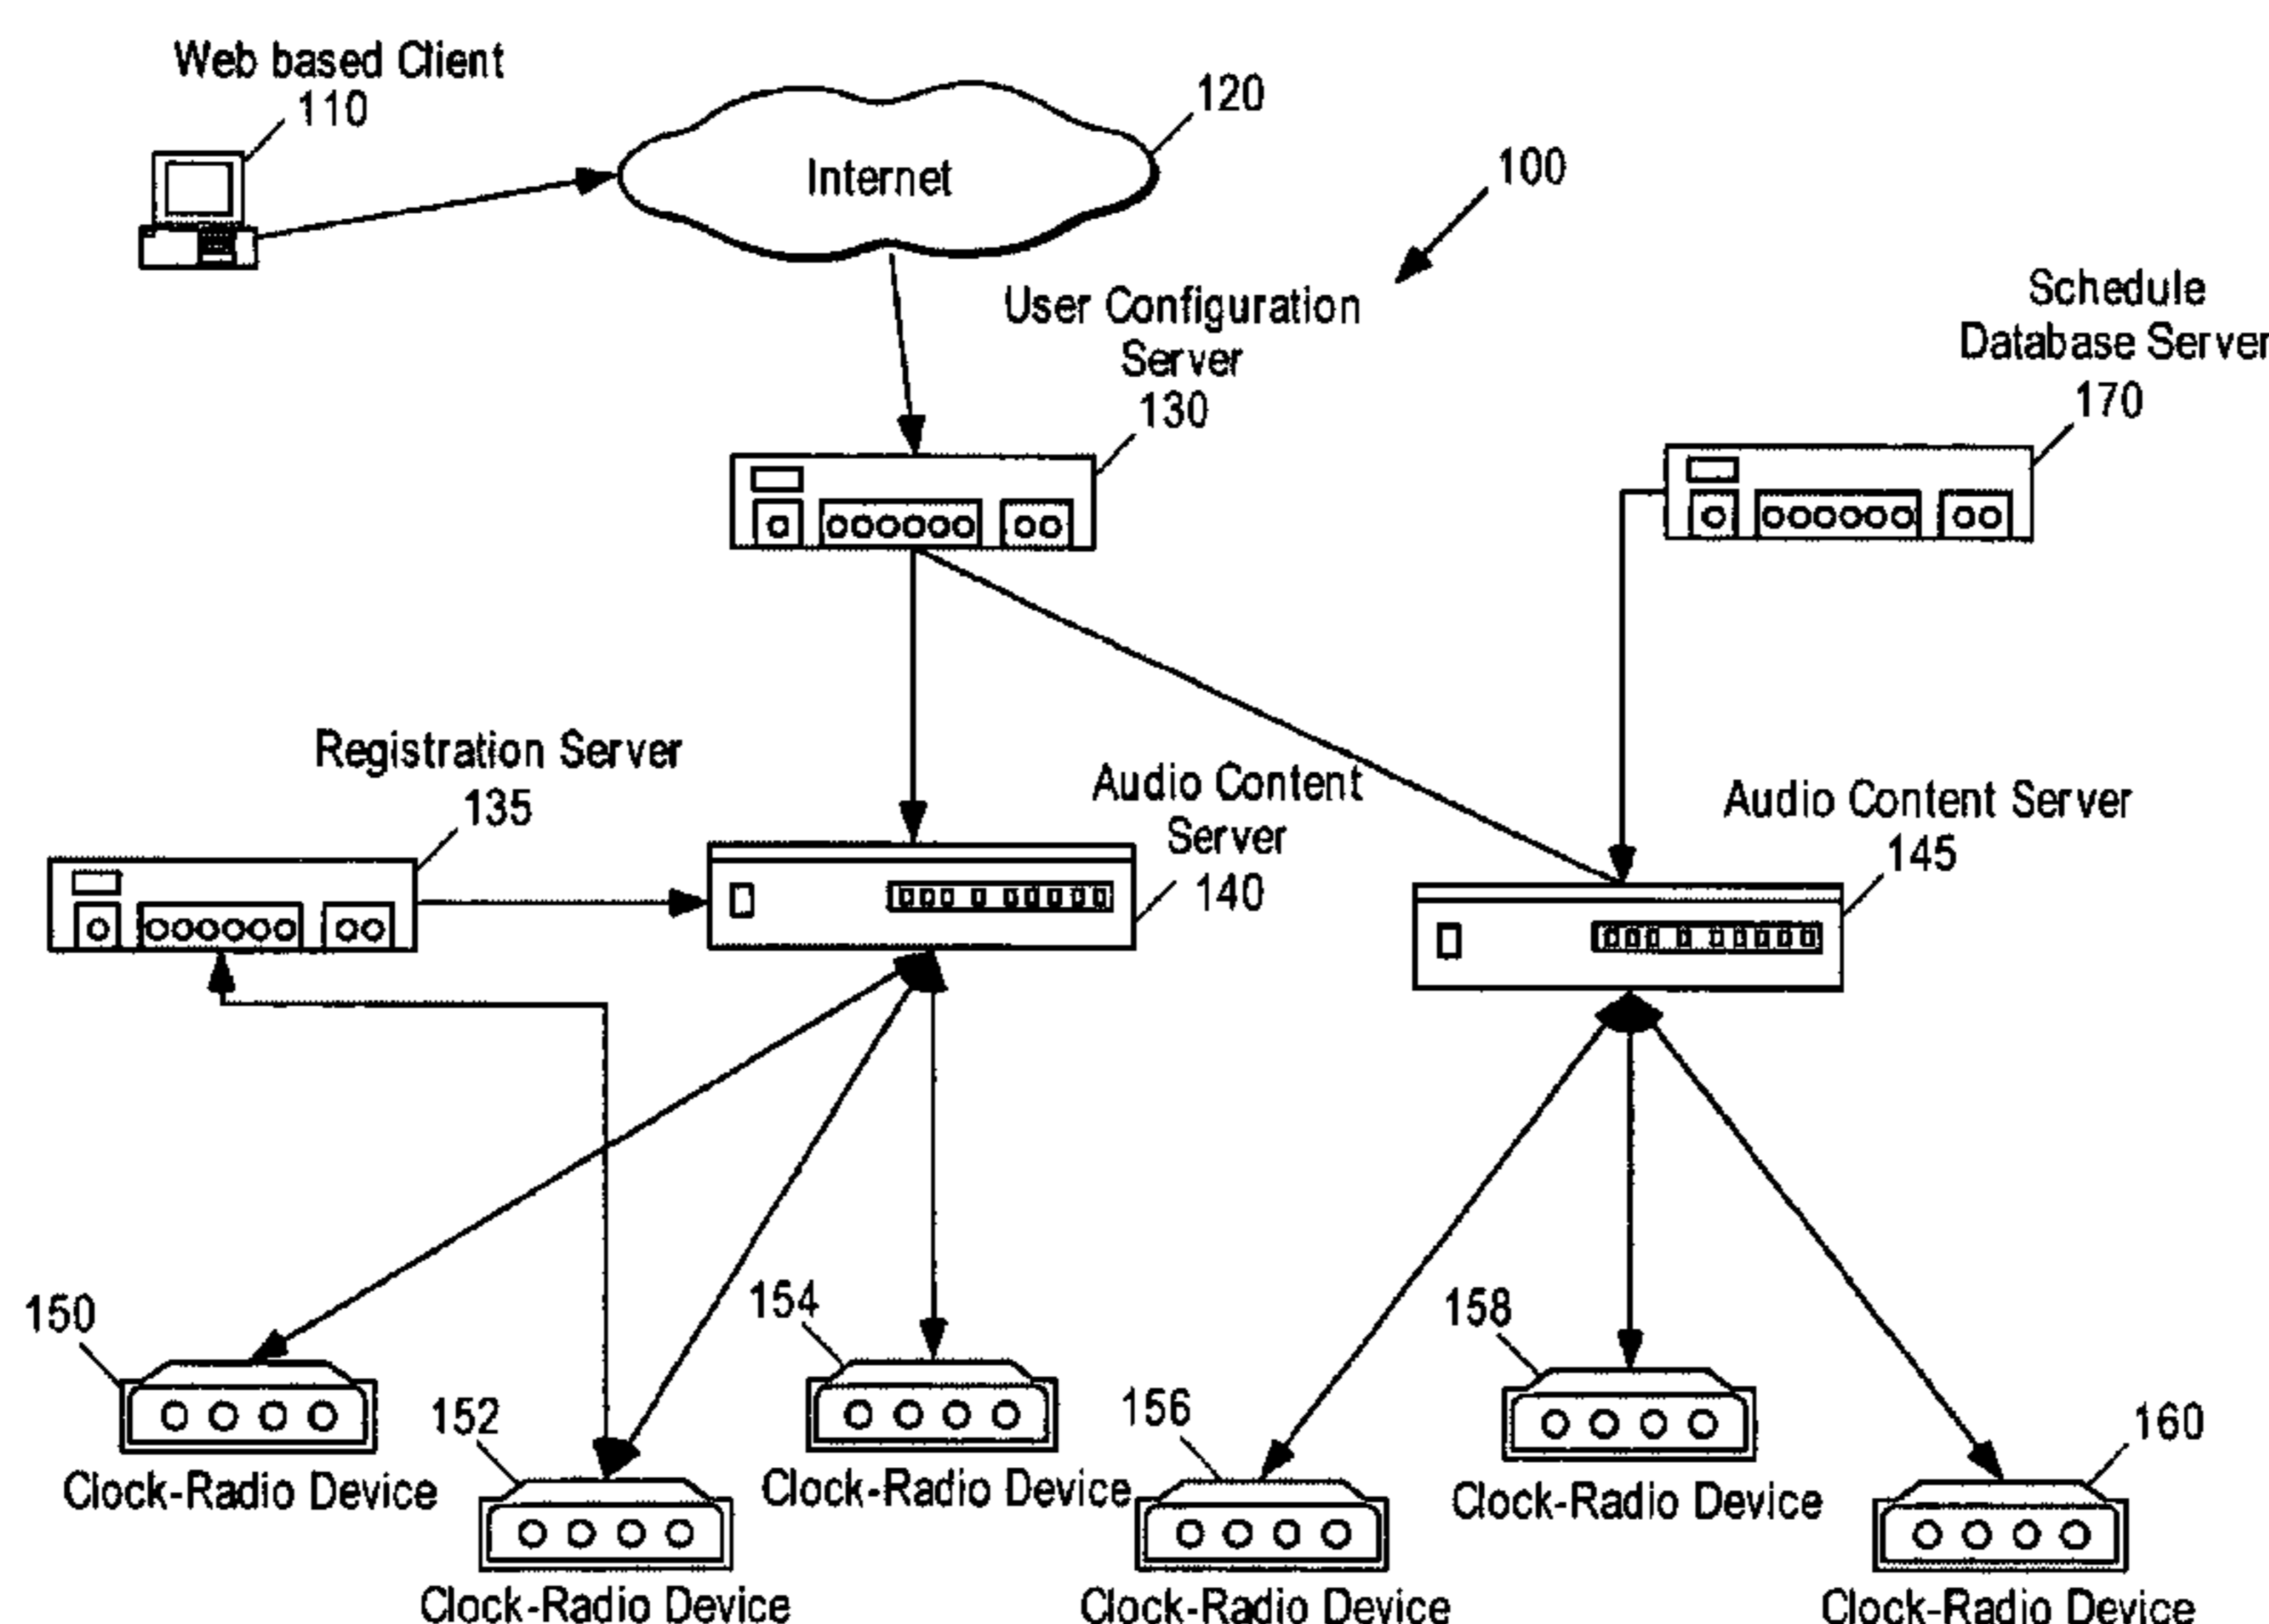 Web based Client
110
120
Internet
100
User Configuration
Server
130
Schedule
Database Server
170
Registration Server
135
Audio Content
Server
140
Audio Content Server
145
150
Clock-Radio Device
152
Clock-Radio Device
154
Clock-Radio Device
156
Clock-Radio Device
158
Clock-Radio Device
160
Clock-Radio Device